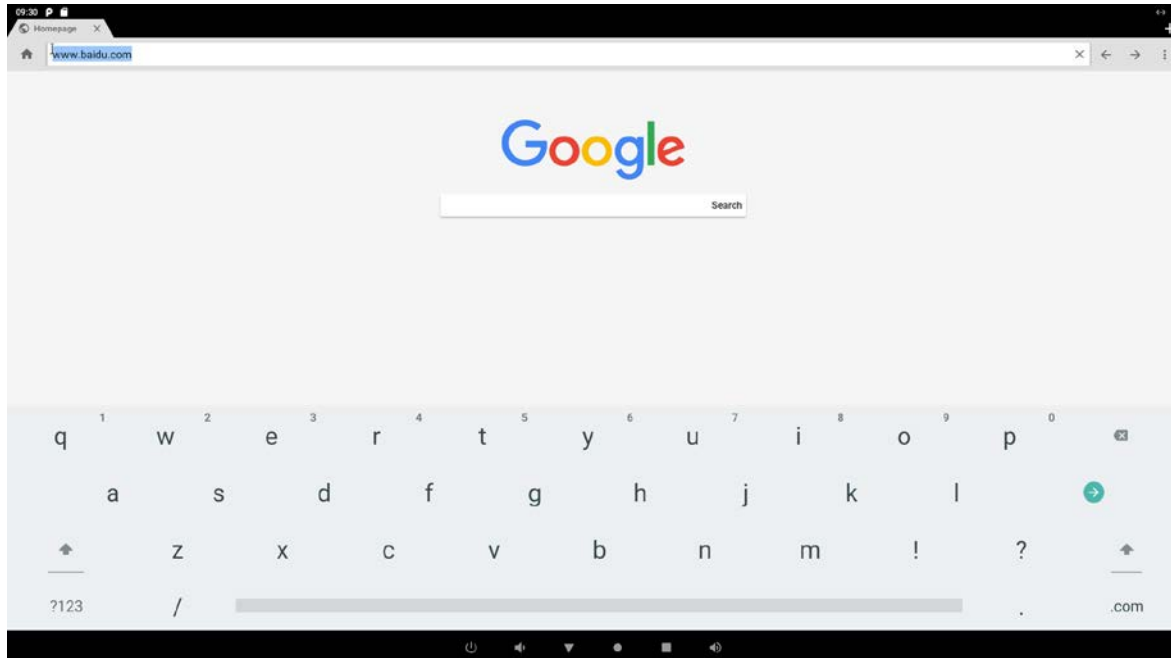 09:30
Homepage
www.baidu.com
Google
Search
1 2 3 4 5 6 7 8 9 0
q w e r t y u i o p
a s d f g h j k l
z x c v b n m ! ?
?123 / . .com